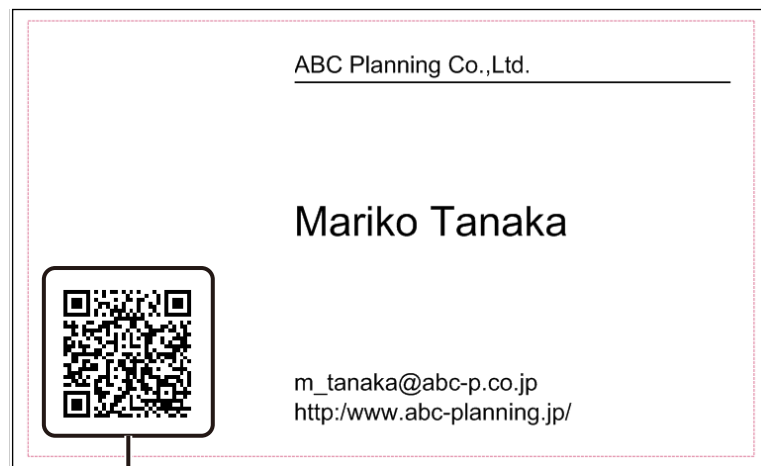 ABC Planning Co.,Ltd.
Mariko Tanaka
m_tanaka@abc-p.co.jp
http:/www.abc-planning.jp/